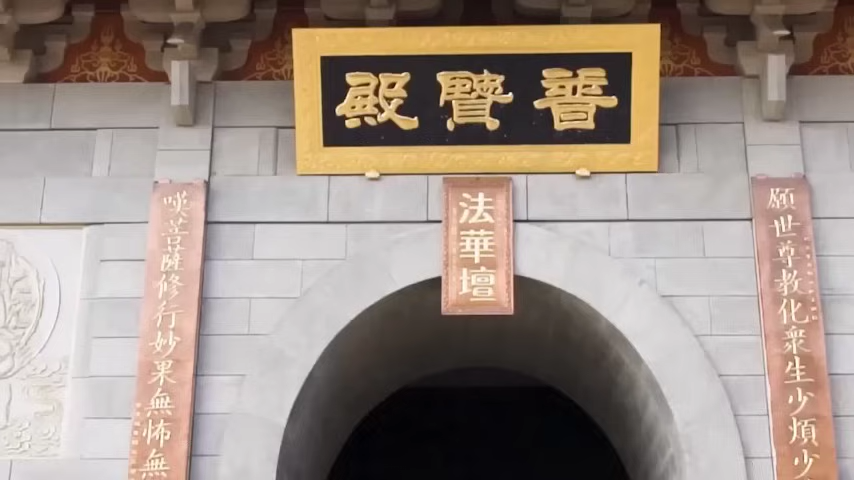 普賢殿
法華壇
願世尊教化衆生少煩少
嘆菩薩修行妙果無怖無